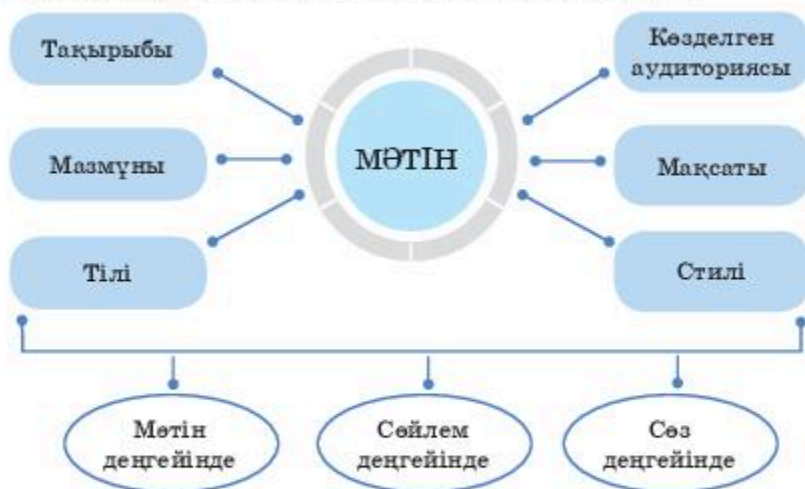 Тақырыбы
Көзделген
аудиториясы
МӘТІН
Мазмұны
Мақсаты
Тілі
Стилі
Мәтін
деңгейінде
Сөйлем
деңгейінде
Сөз
деңгейінде